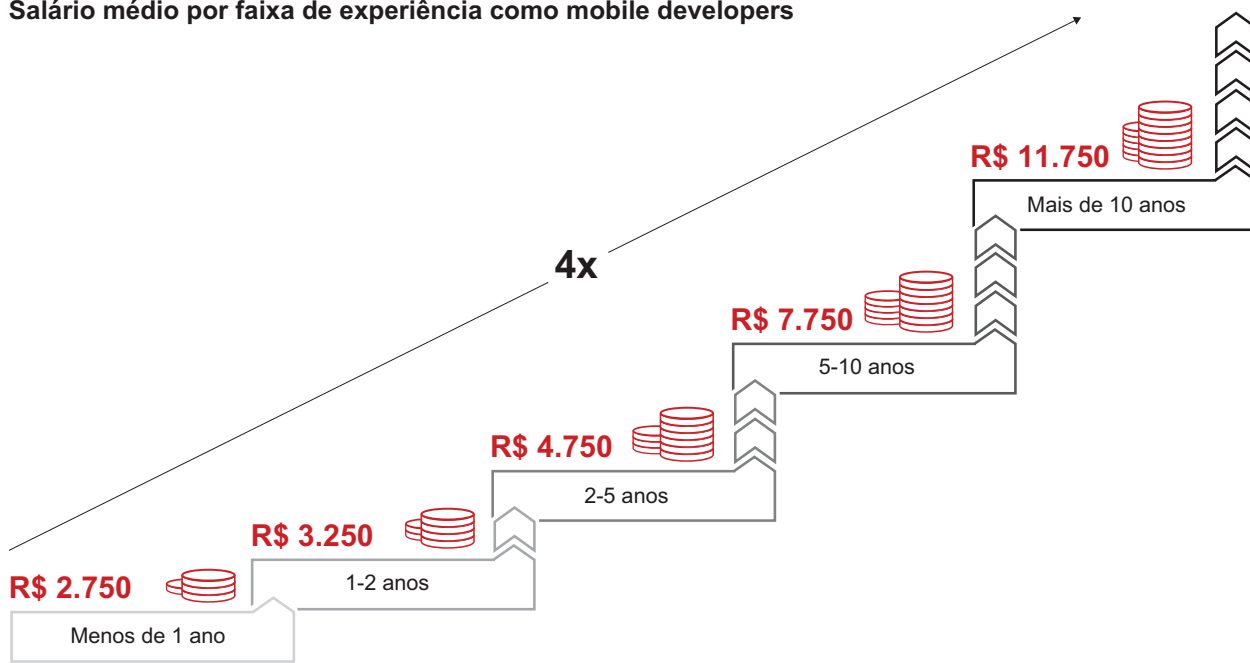 Salário médio por faixa de experiência como mobile developers
R$ 11.750
Mais de 10 anos
4x
R$ 7.750
5-10 anos
R$ 4.750
2-5 anos
R$ 3.250
1-2 anos
R$ 2.750
Menos de 1 ano